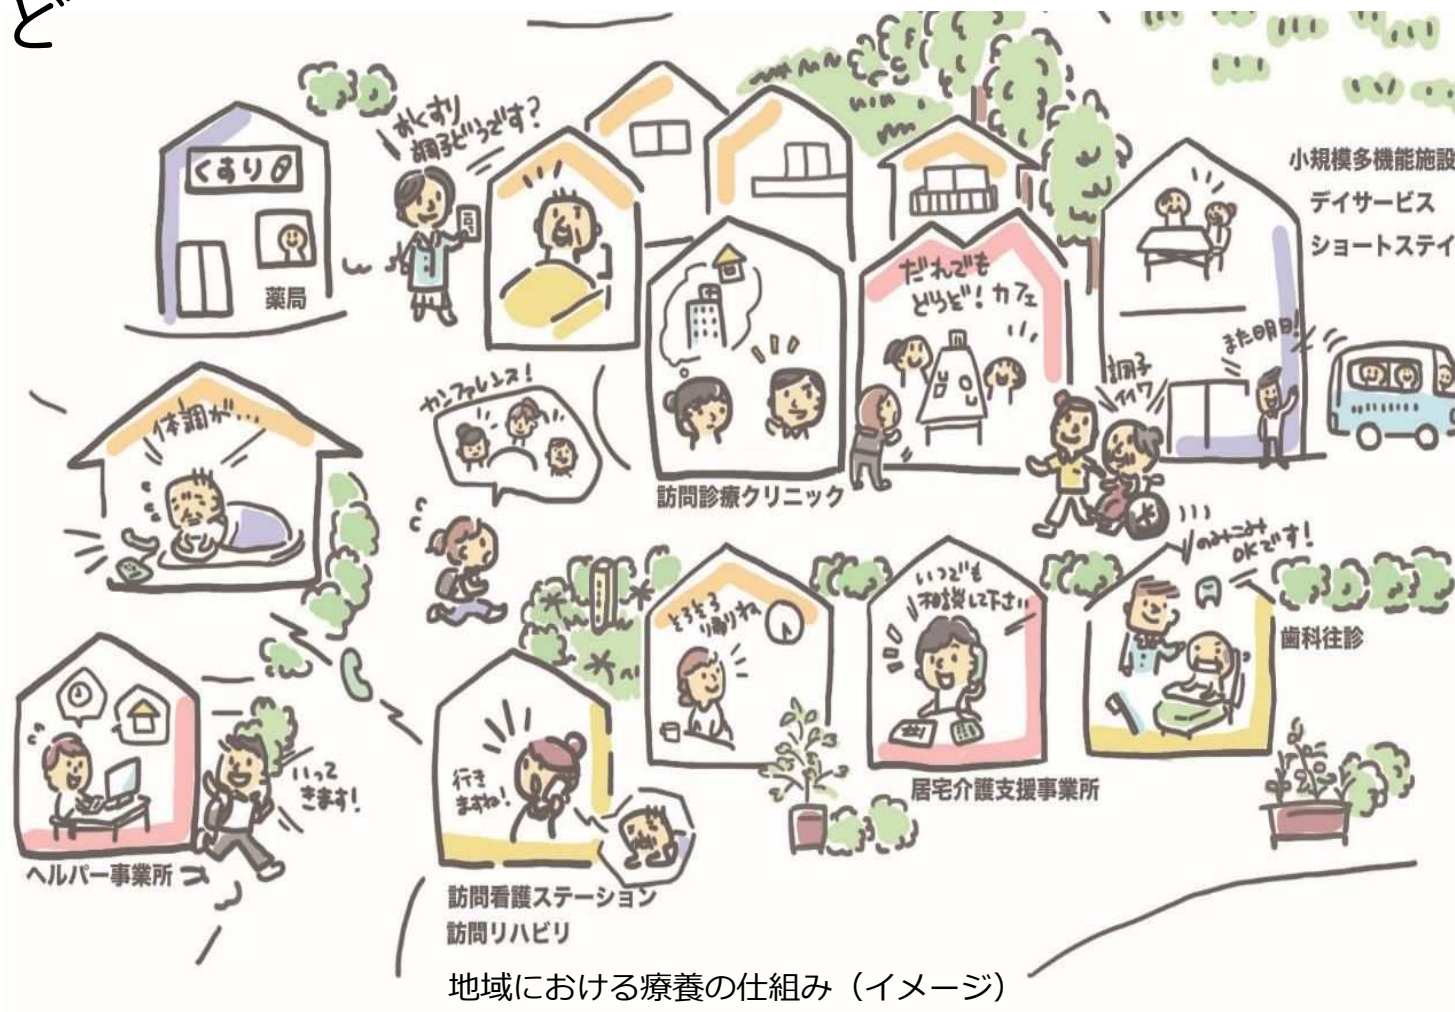 ど
おくすり
調子どうです?
くすり
薬局
小規模多機能施設
デイサービス
ショートステイ
だれでも
どうぞ! カフェ
また明日!
調子
イイワ
カンファレンス!
体調が…
訪問診療クリニック
のみこみ
OKです!
いつでも
相談して下さい
そろそろ
帰りね
歯科往診
行き
ますね!
いって
きます!
居宅介護支援事業所
ヘルパー事業所
訪問看護ステーション
訪問リハビリ
地域における療養の仕組み（イメージ）